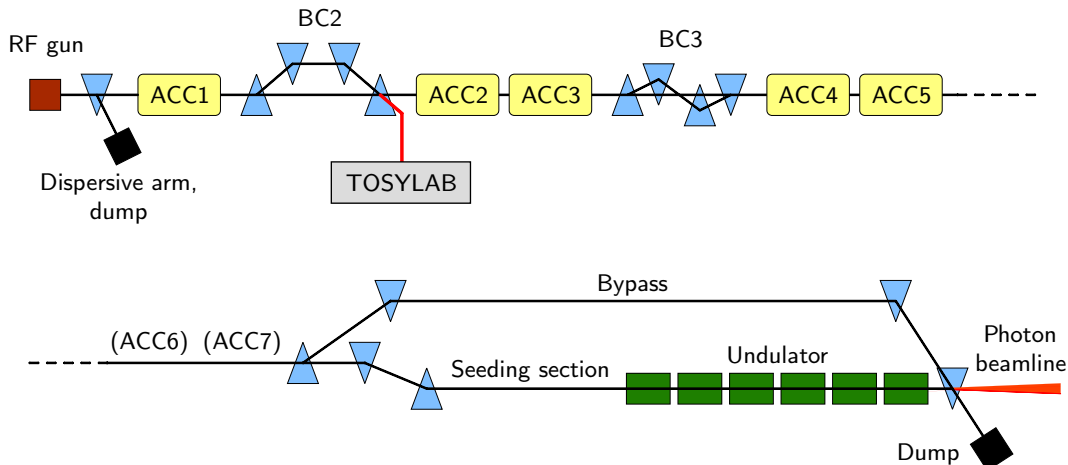 RF gun
BC2
BC3
ACC1
ACC2
ACC3
ACC4
ACC5
Dispersive arm,
dump
TOSYLAB
Bypass
(ACC6)
(ACC7)
Seeding section
Undulator
Photon
beamline
Dump